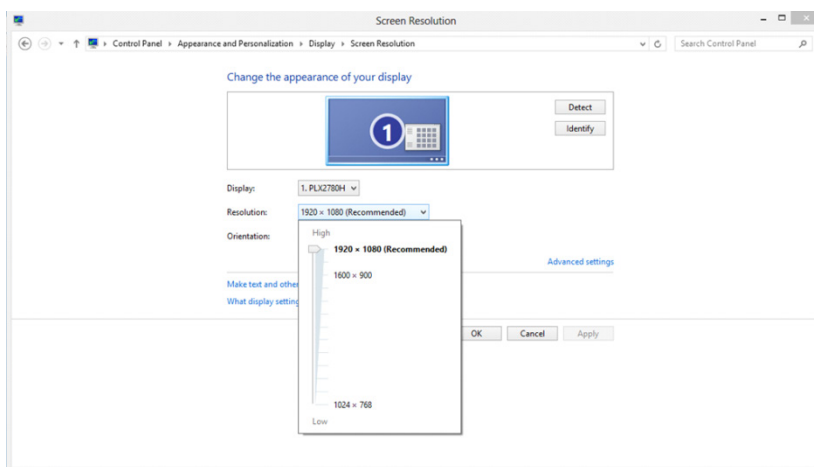 Screen Resolution
Control Panel Appearance and Personalization Display Screen Resolution
Search Control Panel
Change the appearance of your display
1
Detect
Identify
Display: 1. PLX2780H
Resolution: 1920 × 1080 (Recommended)
Orientation:
High
1920 × 1080 (Recommended)
1600 × 900
1024 × 768
Low
Advanced settings
Make text and other
What display setting
OK Cancel Apply